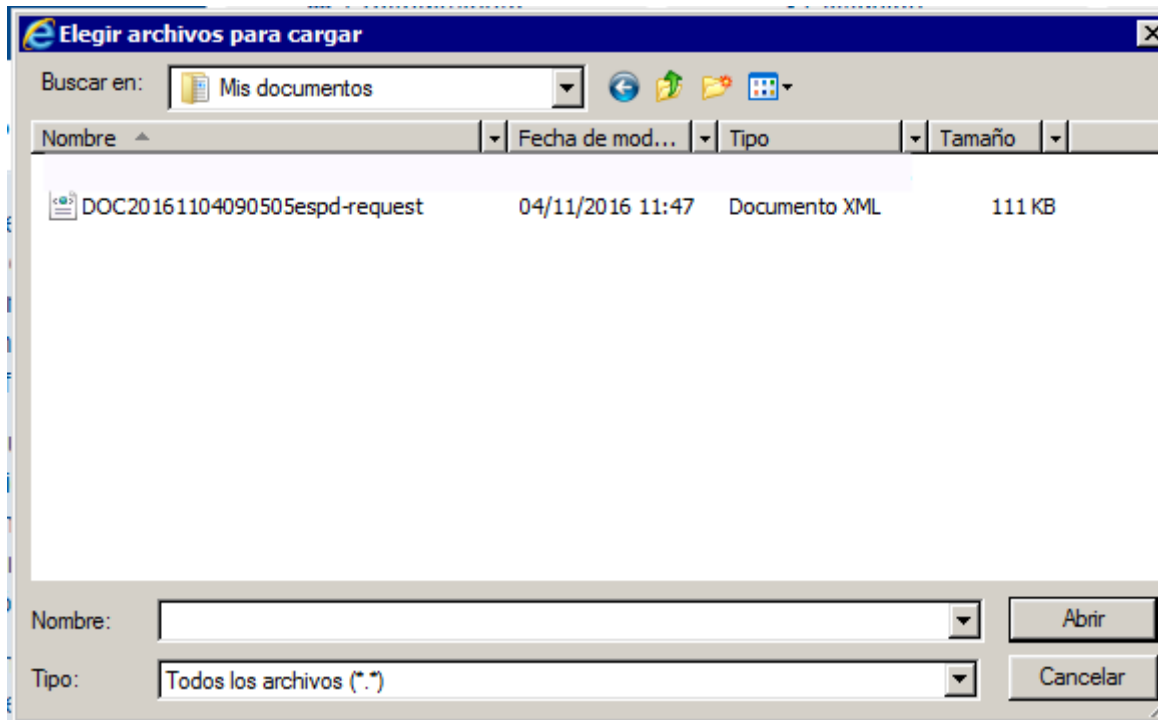 Elegir archivos para cargar
Buscar en: Mis documentos
Nombre Fecha de mod... Tipo Tamaño
DOC20161104090505espd-request 04/11/2016 11:47 Documento XML 111 KB
Nombre: Abrir
Tipo: Todos los archivos (*.*) Cancelar